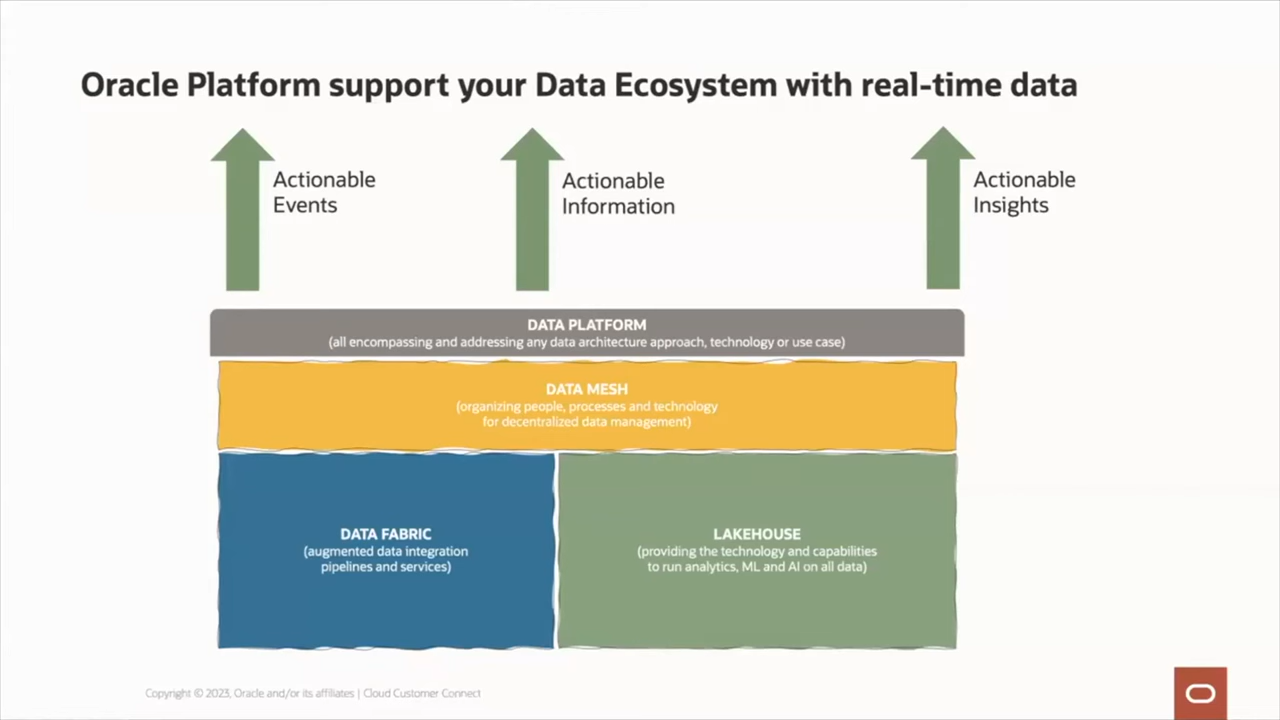 Oracle Platform support your Data Ecosystem with real-time data
Actionable
Events
Actionable
Information
Actionable
Insights
DATA PLATFORM
(all encompassing and addressing any data architecture approach, technology or use case)
DATA MESH
(organizing people, processes and technology
for decentralized data management)
DATA FABRIC
(augmented data integration
pipelines and services)
LAKEHOUSE
(providing the technology and capabilities
to run analytics, ML and AI on all data)
Copyright © 2023, Oracle and/or its affiliates | Cloud Customer Connect